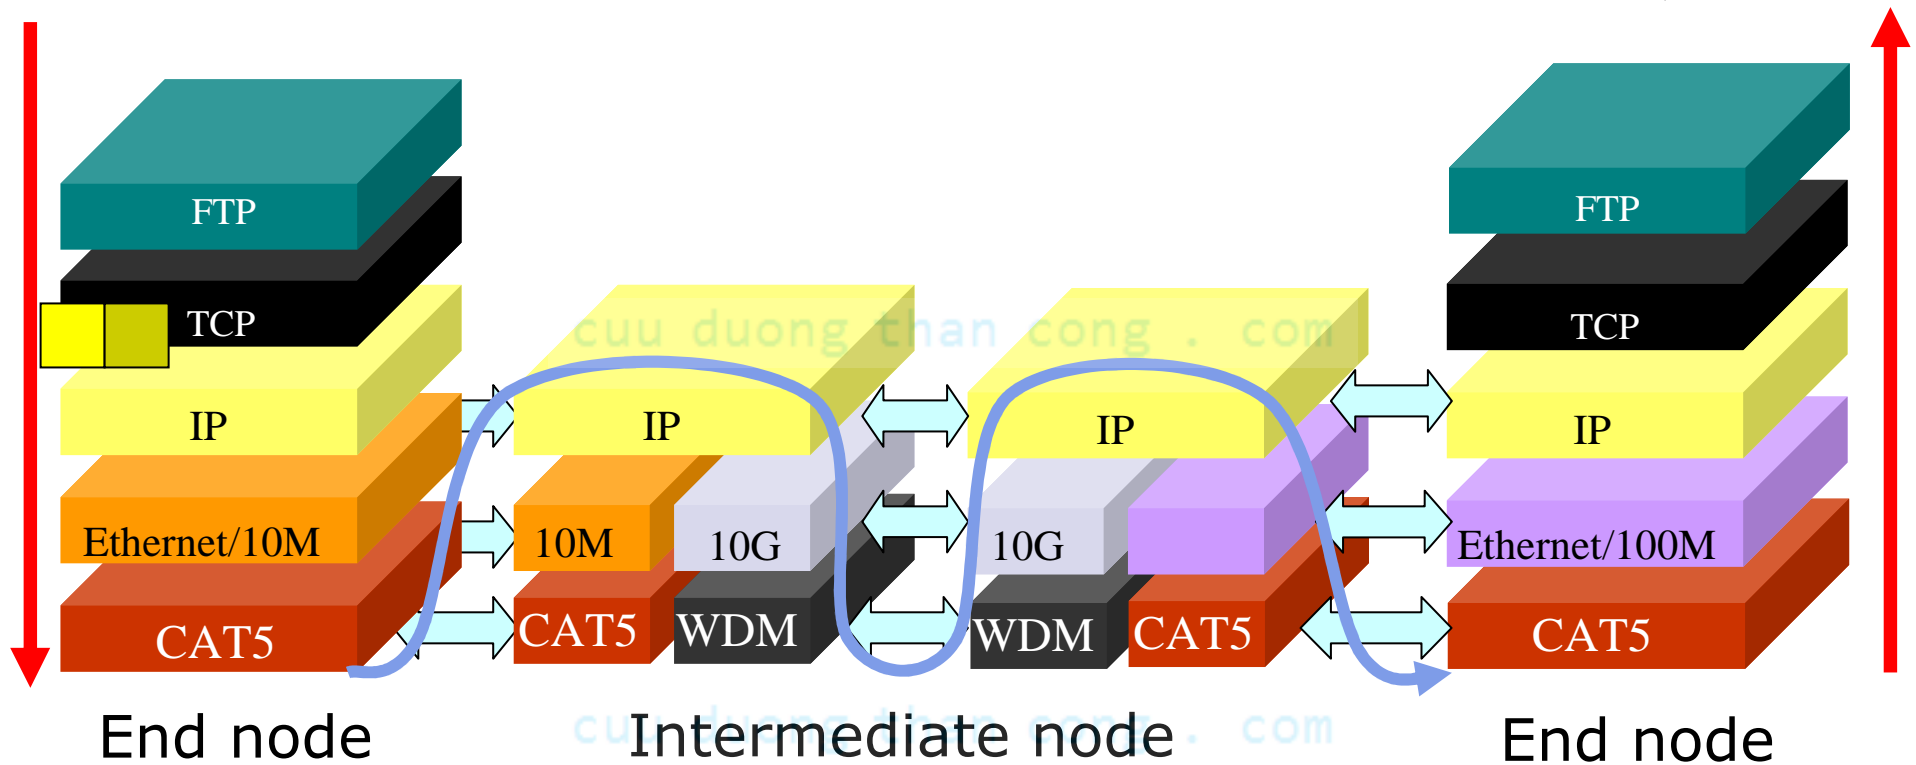 FTP
FTP
TCP
TCP
cuu duong than cong . com
IP
IP
IP
IP
Ethernet/10M
10M
10G
10G
Ethernet/100M
CAT5
CAT5
WDM
WDM
CAT5
CAT5
End node
Intermediate node
End node
cuu duong than cong . com